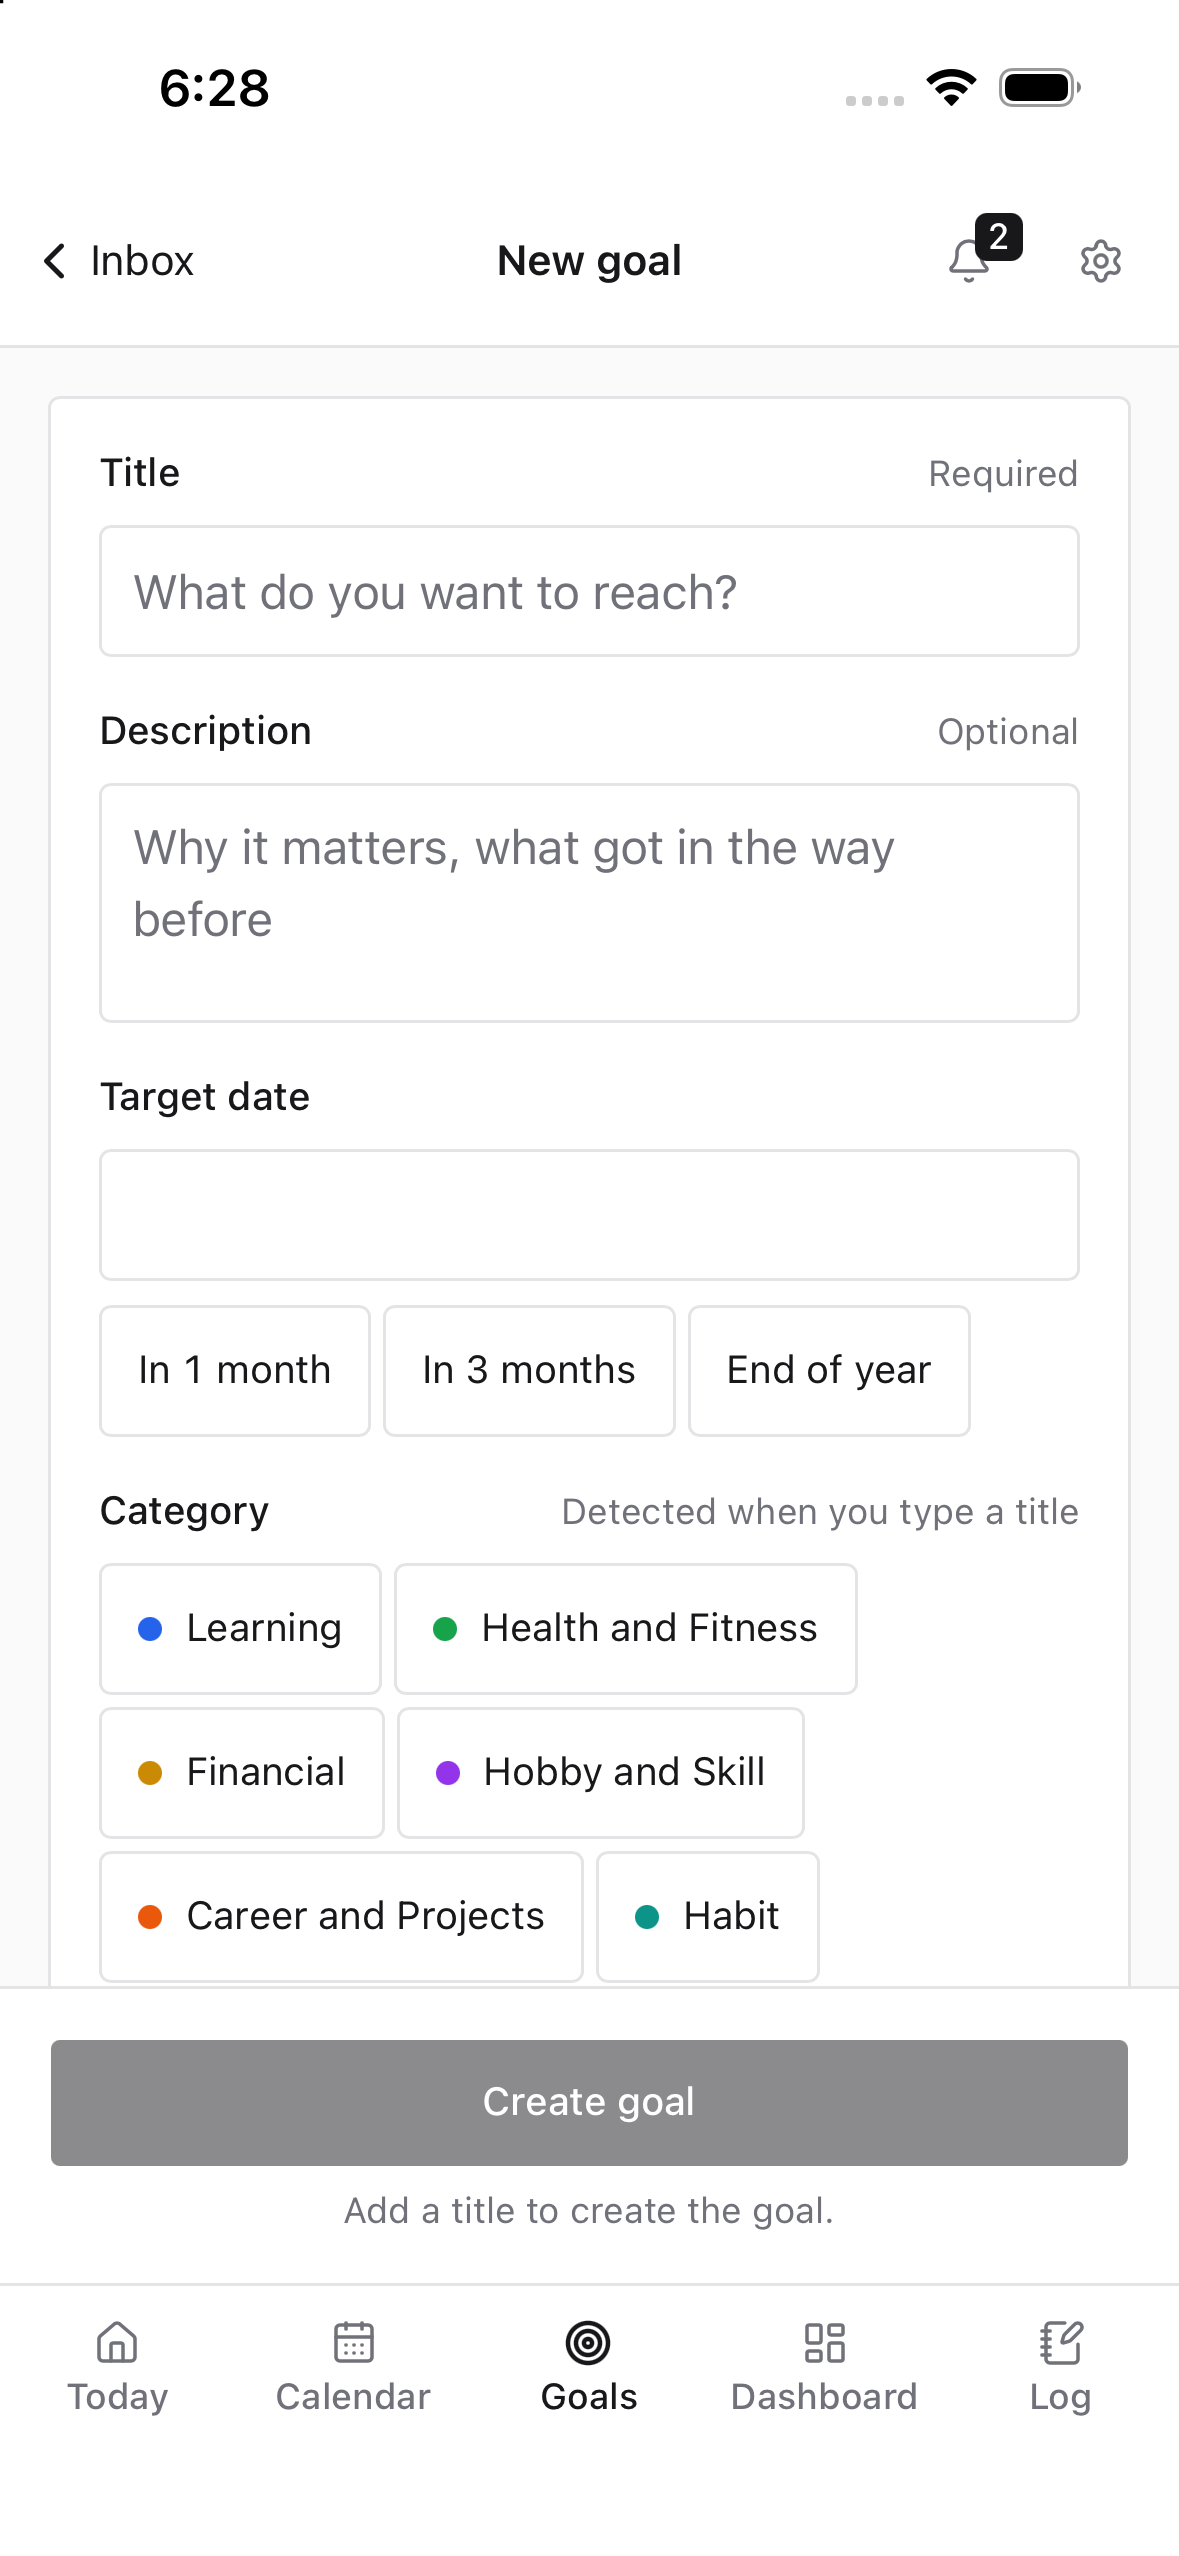 6:28
Inbox
New goal
2
Title
Required
What do you want to reach?
Description
Optional
Why it matters, what got in the way
before
Target date
In 1 month
In 3 months
End of year
Category
Detected when you type a title
Learning
Health and Fitness
Financial
Hobby and Skill
Career and Projects
Habit
Create goal
Add a title to create the goal.
Today
Calendar
Goals
Dashboard
Log